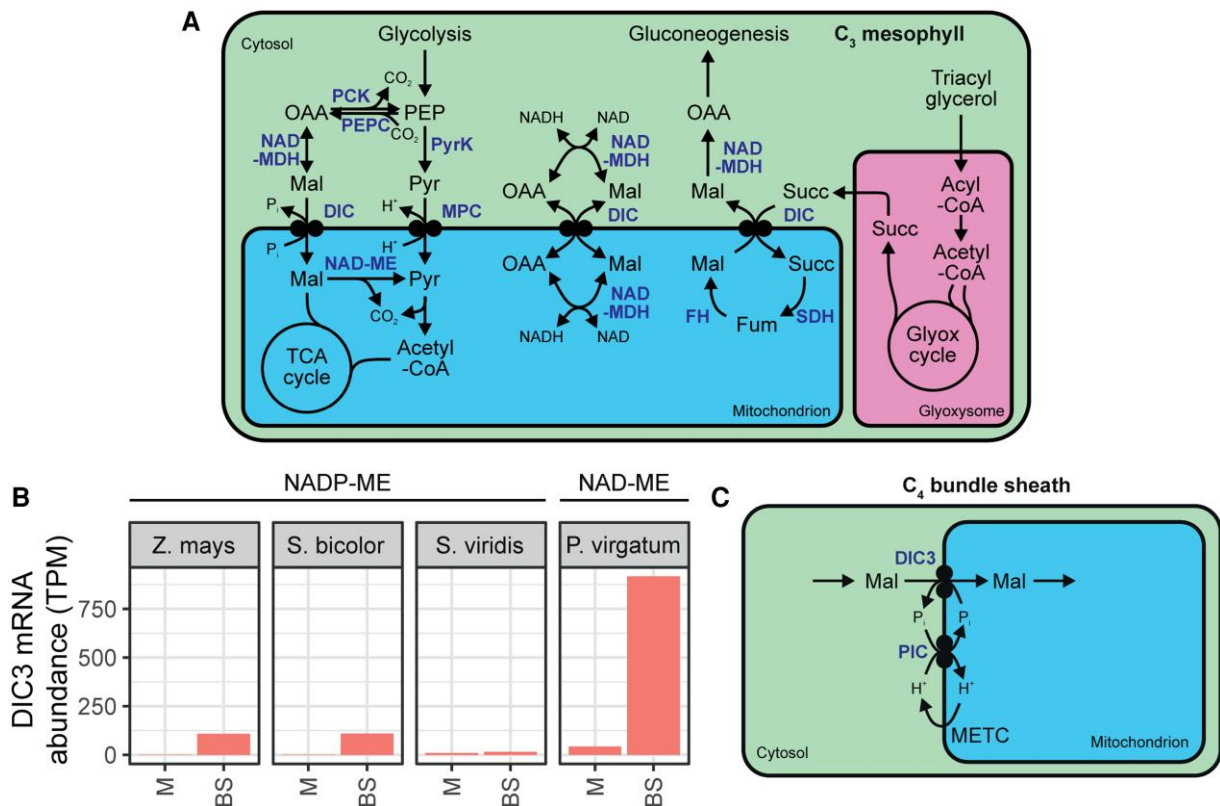 A
Cytosol
Glycolysis
Gluconeogenesis
C₃ mesophyll
CO₂
PCK
OAA
PEP
PEPC
CO₂
NAD
-MDH
PyrK
Mal
Pyr
Pᵢ
DIC
H⁺
MPC
Pᵢ
H⁺
Mal
NAD-ME
Pyr
CO₂
TCA
cycle
Acetyl
-CoA
NADH
NAD
NAD
-MDH
OAA
Mal
DIC
OAA
Mal
NAD
-MDH
NADH
NAD
OAA
NAD
-MDH
Mal
Succ
DIC
Mal
Succ
FH
Fum
SDH
Mitochondrion
Triacyl
glycerol
Acyl
-CoA
Succ
Acetyl
-CoA
Glyox
cycle
Glyoxysome
B
NADP-ME
NAD-ME
Z. mays
S. bicolor
S. viridis
P. virgatum
DIC3 mRNA
abundance (TPM)
750
500
250
0
M
BS
M
BS
M
BS
M
BS
C
C₄ bundle sheath
DIC3
Mal
Mal
Pᵢ
Pᵢ
PIC
H⁺
H⁺
METC
Cytosol
Mitochondrion